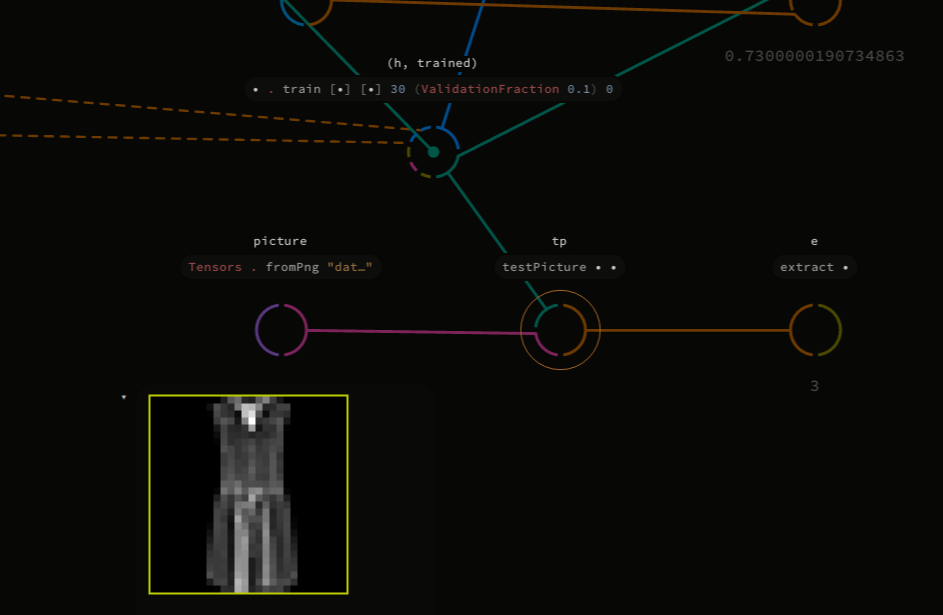 0.7300000190734863
(h, trained)
• . train [•] [•] 30 (ValidationFraction 0.1) 0
picture
tp
e
Tensors . fromPng "dat…"
testPicture • •
extract •
3